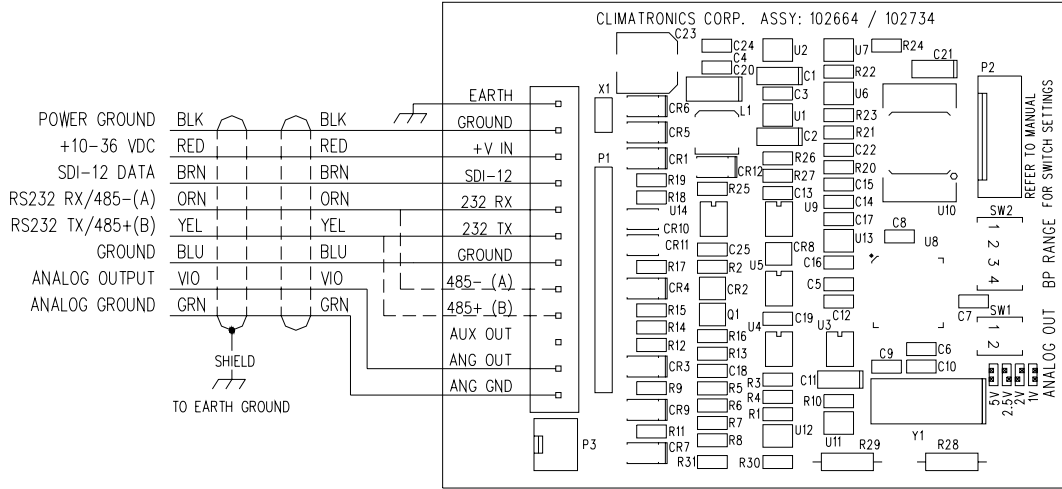 CLIMATRONICS CORP. ASSY: 102664 / 102734
POWER GROUND BLK BLK
+10-36 VDC RED RED
SDI-12 DATA BRN BRN
RS232 RX/485-(A) ORN ORN
RS232 TX/485+(B) YEL YEL
GROUND BLU BLU
ANALOG OUTPUT VIO VIO
ANALOG GROUND GRN GRN
SHIELD
TO EARTH GROUND
EARTH
GROUND
+V IN
SDI-12
232 RX
232 TX
GROUND
485- (A)
485+ (B)
AUX OUT
ANG OUT
ANG GND
P3
X1
P1
C23
CR6
CR5
CR1
R19
R18
U14
CR10
CR11
R17
CR4
R15
R14
R12
CR3
R9
CR9
R11
CR7
C24
C4
C20
L1
CR12
R25
C25
R2
CR2
Q1
R16
R13
C18
R5
R6
R7
R8
R31
U2
C1
C3
U1
C2
R26
R27
C13
U9
CR8
U5
C19
U4
R3
R4
R1
U12
R30
U7
R22
U6
R23
R21
C22
R20
C15
C14
C17
U13
C16
C5
C12
U3
C11
R10
U11
R29
R24
C21
U10
C8
U8
C7
C6
C9
C10
Y1
R28
P2
SW2
1
2
3
4
SW1
1
2
5V
2.5V
2V
1V
REFER TO MANUAL
FOR SWITCH SETTINGS
ANALOG OUT BP RANGE